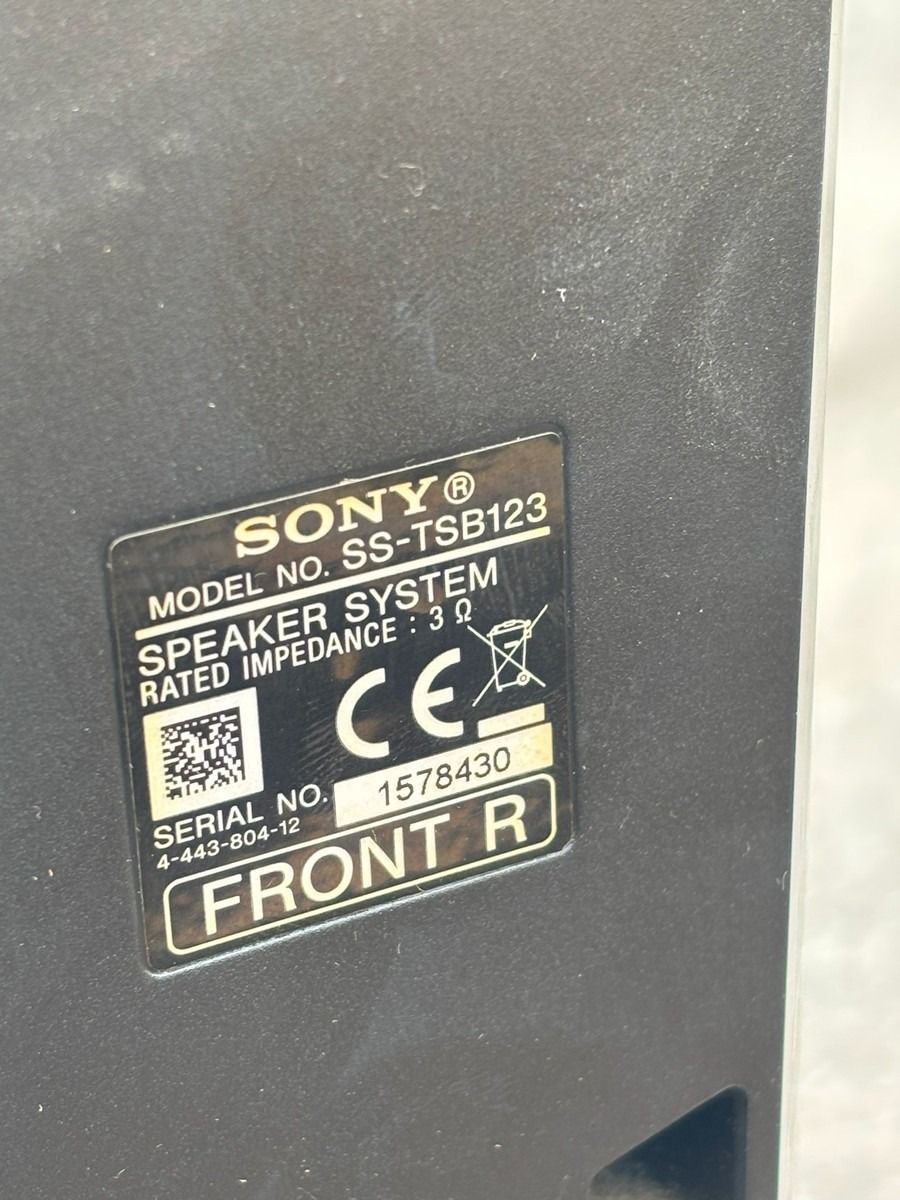 SONY®
MODEL NO. SS-TSB123
SPEAKER SYSTEM
RATED IMPEDANCE : 3 Ω
CE
SERIAL NO. 1578430
4-443-804-12
FRONT R